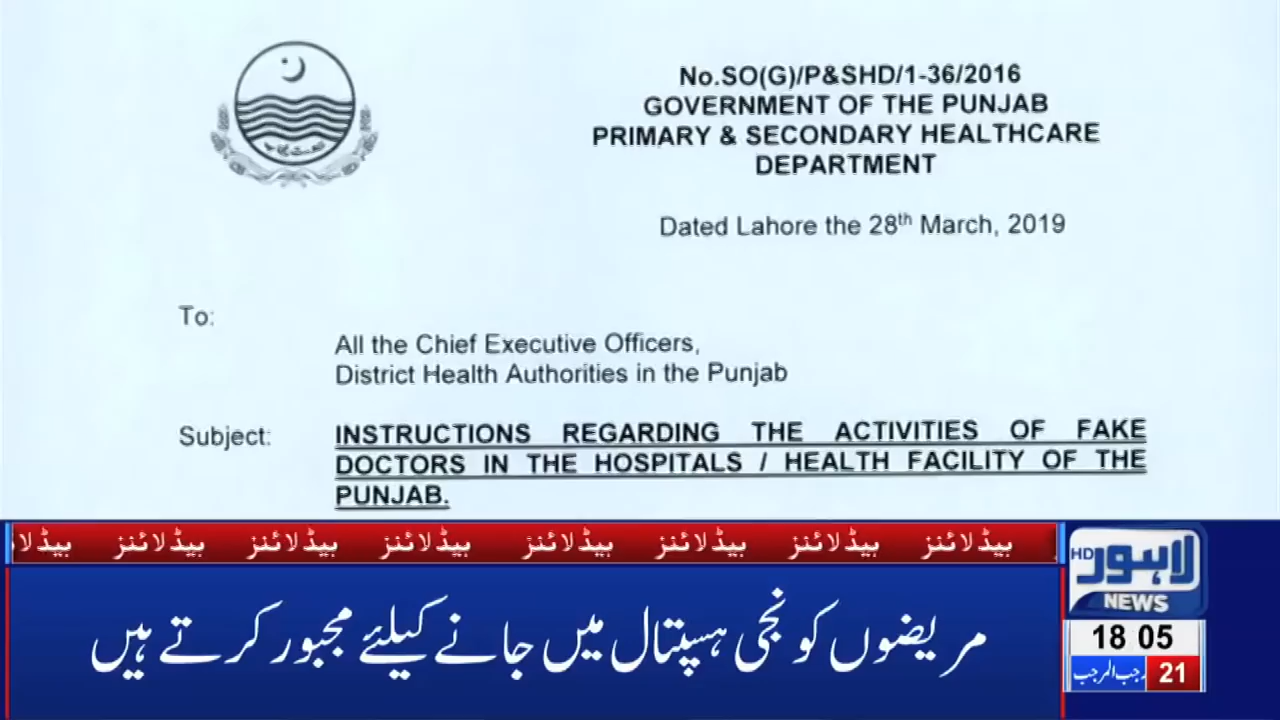 No.SO(G)/P&SHD/1-36/2016
GOVERNMENT OF THE PUNJAB
PRIMARY & SECONDARY HEALTHCARE
DEPARTMENT
Dated Lahore the 28th March, 2019
To:
All the Chief Executive Officers,
District Health Authorities in the Punjab
Subject:
INSTRUCTIONS REGARDING THE ACTIVITIES OF FAKE
DOCTORS IN THE HOSPITALS / HEALTH FACILITY OF THE
PUNJAB.
ہیڈلائنز ہیڈلائنز ہیڈلائنز ہیڈلائنز ہیڈلائنز ہیڈلائنز ہیڈلائنز
مریضوں کو نجی ہسپتال میں جانے کیلئے مجبور کرتے ہیں
HD لاہور
NEWS
18 05
21 رجب المرجب